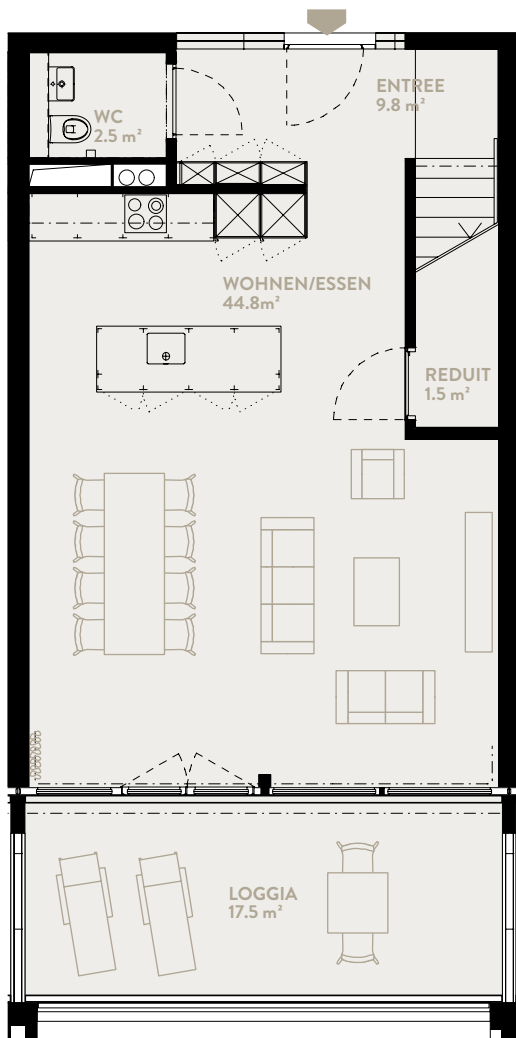 ENTREE
9.8 m²
WC
2.5 m²
WOHNEN/ESSEN
44.8m²
REDUIT
1.5 m²
LOGGIA
17.5 m²